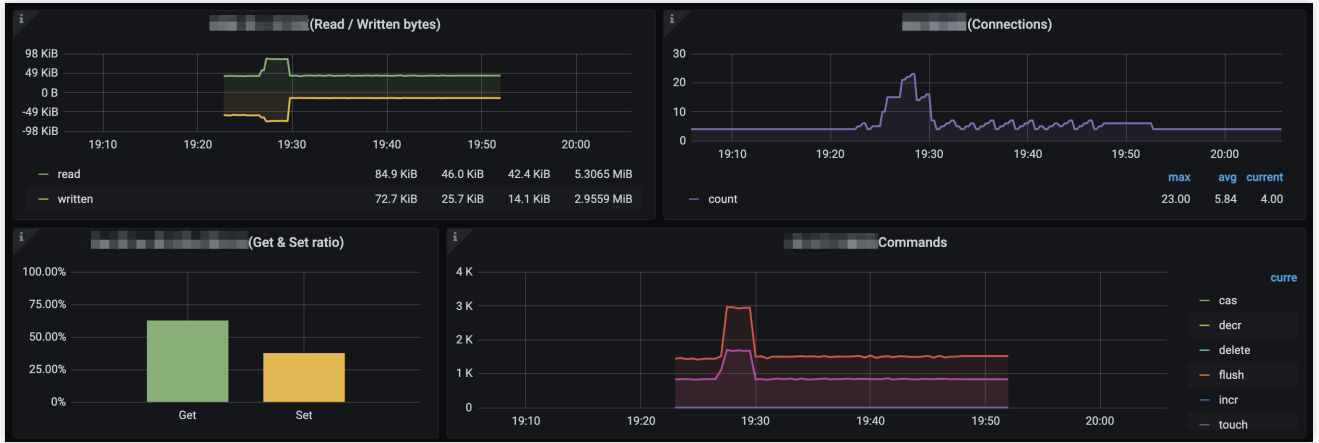 (Read / Written bytes)
98 KiB
49 KiB
0 B
-49 KiB
-98 KiB
19:10 19:20 19:30 19:40 19:50 20:00
read 84.9 KiB 46.0 KiB 42.4 KiB 5.3065 MiB
written 72.7 KiB 25.7 KiB 14.1 KiB 2.9559 MiB
(Connections)
30
20
10
0
19:10 19:20 19:30 19:40 19:50 20:00
max avg current
count 23.00 5.84 4.00
(Get & Set ratio)
100.00%
75.00%
50.00%
25.00%
0%
Get Set
Commands
4 K
3 K
2 K
1 K
0
19:10 19:20 19:30 19:40 19:50 20:00
curre
cas
decr
delete
flush
incr
touch